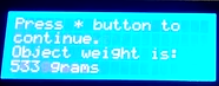 Press * button to
continue.
Object weight is:
533 grams